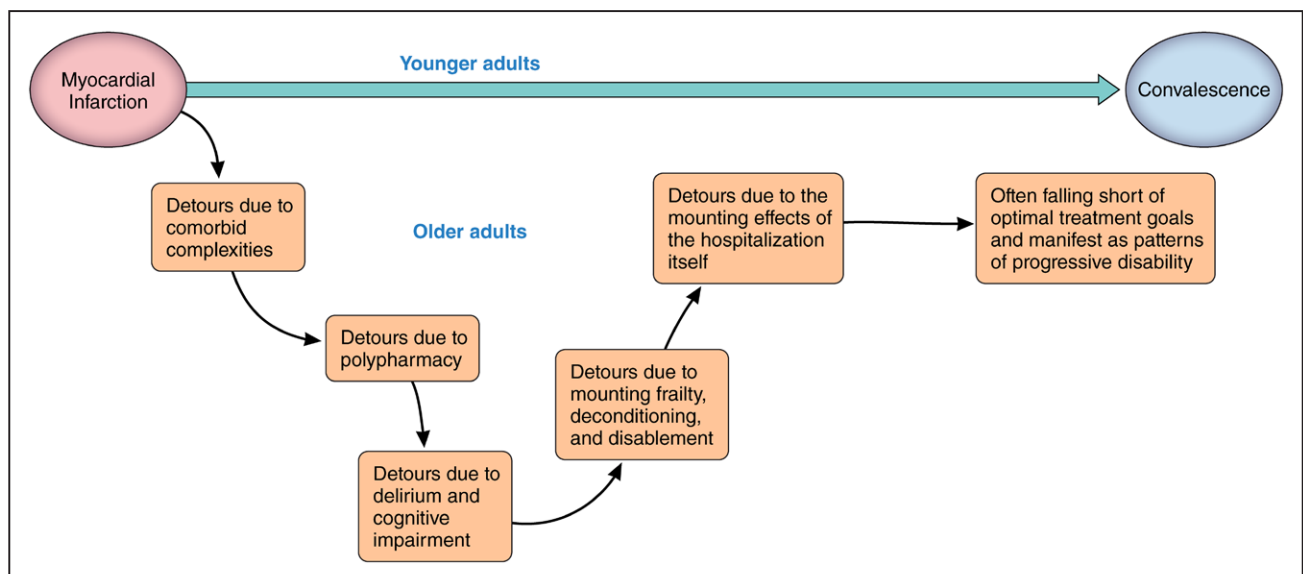 Myocardial
Infarction
Younger adults
Convalescence
Detours due to
comorbid
complexities
Older adults
Detours due to
polypharmacy
Detours due to
delirium and
cognitive
impairment
Detours due to
mounting frailty,
deconditioning,
and disablement
Detours due to the
mounting effects of
the hospitalization
itself
Often falling short of
optimal treatment goals
and manifest as patterns
of progressive disability